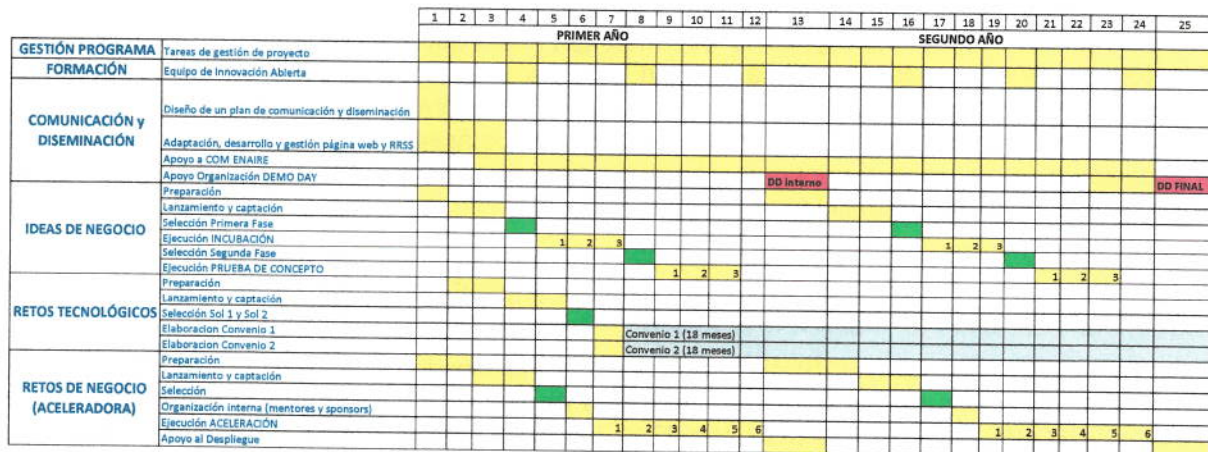 1 2 3 4 5 6 7 8 9 10 11 12 13 14 15 16 17 18 19 20 21 22 23 24 25
PRIMER AÑO SEGUNDO AÑO
GESTIÓN PROGRAMA Tareas de gestión de proyecto
FORMACIÓN Equipo de Innovación Abierta
COMUNICACIÓN y DISEMINACIÓN
Diseño de un plan de comunicación y diseminación
Adaptación, desarrollo y gestión página web y RRSS
Apoyo a COM ENAIRE
Apoyo Organización DEMO DAY DD interno DD FINAL
IDEAS DE NEGOCIO
Preparación
Lanzamiento y captación
Selección Primera Fase
Ejecución INCUBACIÓN 1 2 3 1 2 3
Selección Segunda Fase
Ejecución PRUEBA DE CONCEPTO 1 2 3 1 2 3
RETOS TECNOLÓGICOS
Preparación
Lanzamiento y captación
Selección Sol 1 y Sol 2
Elaboracion Convenio 1 Convenio 1 (18 meses)
Elaboracion Convenio 2 Convenio 2 (18 meses)
RETOS DE NEGOCIO
(ACELERADORA)
Preparación
Lanzamiento y captación
Selección
Organización interna (mentores y sponsors)
Ejecución ACELERACIÓN 1 2 3 4 5 6 1 2 3 4 5 6
Apoyo al Despliegue